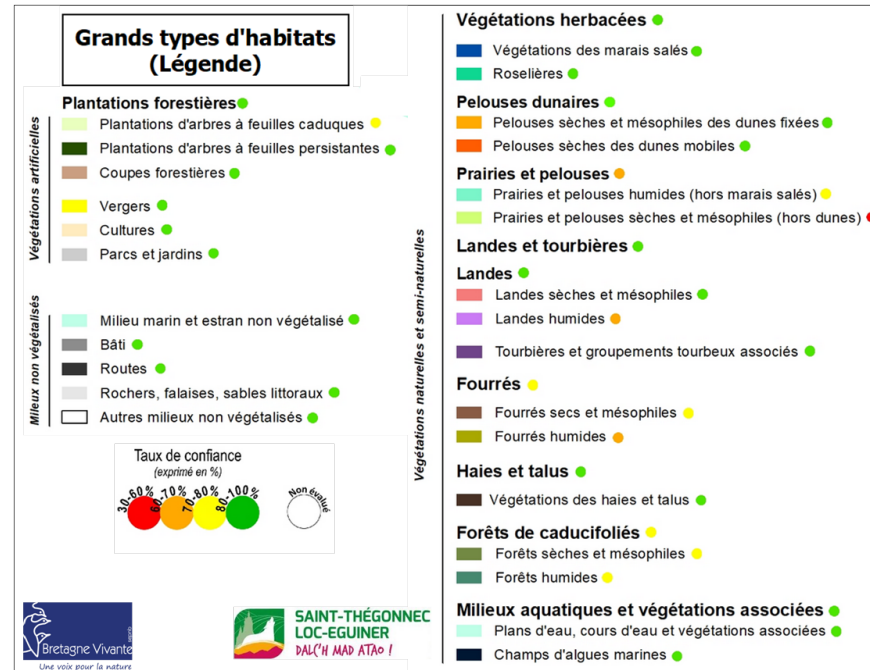 Grands types d'habitats
(Légende)
Végétations artificielles
Plantations forestières
Plantations d'arbres à feuilles caduques
Plantations d'arbres à feuilles persistantes
Coupes forestières
Vergers
Cultures
Parcs et jardins
Milieux non végétalisés
Milieu marin et estran non végétalisé
Bâti
Routes
Rochers, falaises, sables littoraux
Autres milieux non végétalisés
Taux de confiance
(exprimé en %)
30-60% 60-70% 70-80% 80-100% Non évalué
Bretagne Vivante
Une voix pour la nature
SAINT-THÉGONNEC
LOC-EGUINER
DALC'H MAD ATAO !
Végétations naturelles et semi-naturelles
Végétations herbacées
Végétations des marais salés
Roselières
Pelouses dunaires
Pelouses sèches et mésophiles des dunes fixées
Pelouses sèches des dunes mobiles
Prairies et pelouses
Prairies et pelouses humides (hors marais salés)
Prairies et pelouses sèches et mésophiles (hors dunes)
Landes et tourbières
Landes
Landes sèches et mésophiles
Landes humides
Tourbières et groupements tourbeux associés
Fourrés
Fourrés secs et mésophiles
Fourrés humides
Haies et talus
Végétations des haies et talus
Forêts de caducifoliés
Forêts sèches et mésophiles
Forêts humides
Milieux aquatiques et végétations associées
Plans d'eau, cours d'eau et végétations associées
Champs d'algues marines